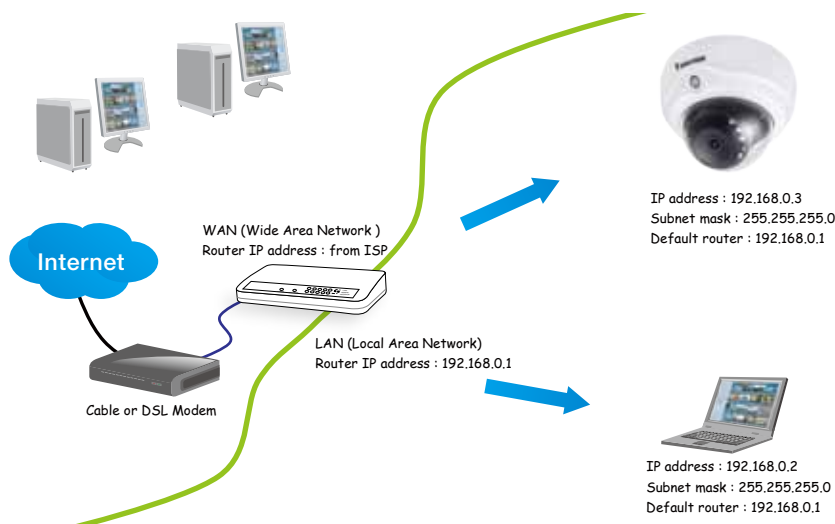 IP address : 192.168.0.3
Subnet mask : 255.255.255.0
Default router : 192.168.0.1
WAN (Wide Area Network )
Router IP address : from ISP
Internet
LAN (Local Area Network)
Router IP address : 192.168.0.1
Cable or DSL Modem
IP address : 192.168.0.2
Subnet mask : 255.255.255.0
Default router : 192.168.0.1